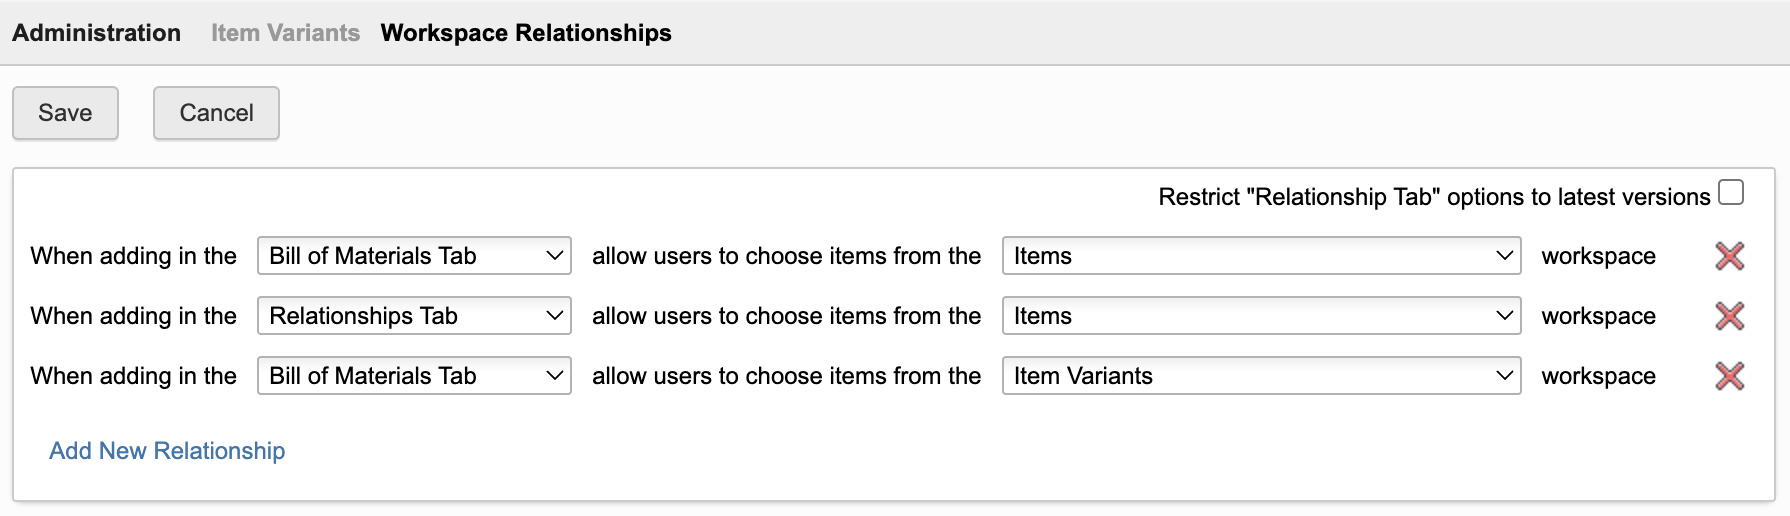 Administration Item Variants Workspace Relationships
Save Cancel
Restrict "Relationship Tab" options to latest versions
When adding in the Bill of Materials Tab allow users to choose items from the Items workspace
When adding in the Relationships Tab allow users to choose items from the Items workspace
When adding in the Bill of Materials Tab allow users to choose items from the Item Variants workspace
Add New Relationship